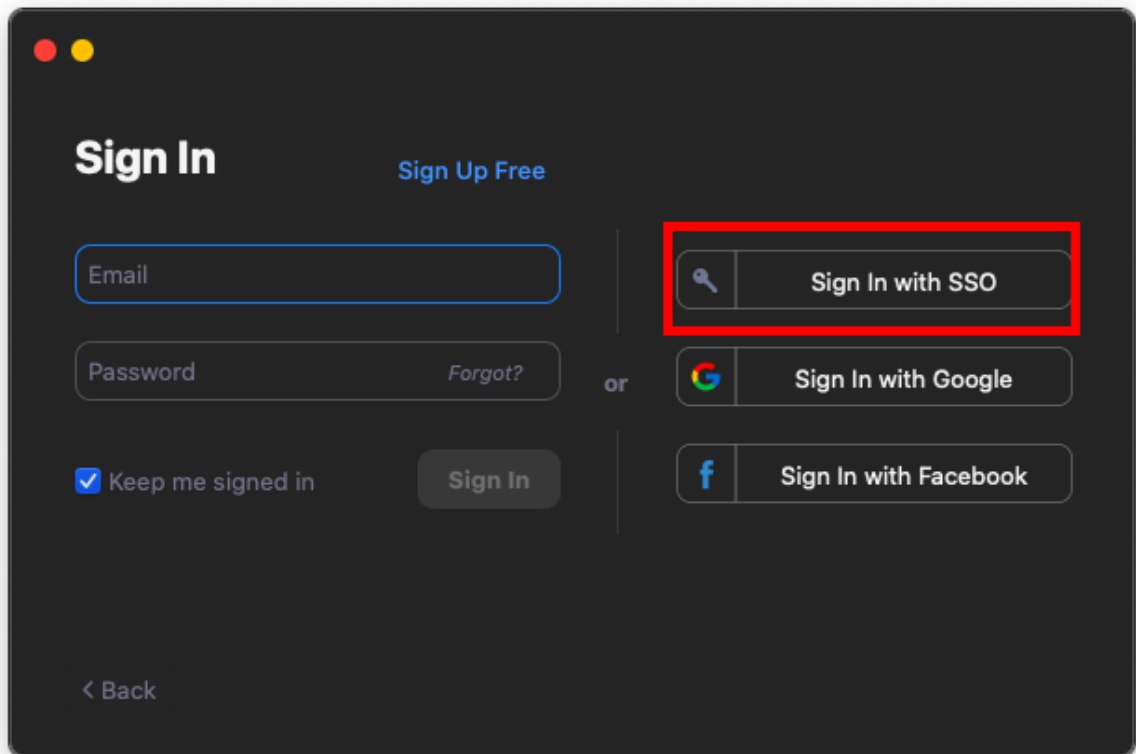 Sign In
Sign Up Free
Email
Password Forgot?
Keep me signed in
Sign In
or
Sign In with SSO
Sign In with Google
Sign In with Facebook
< Back